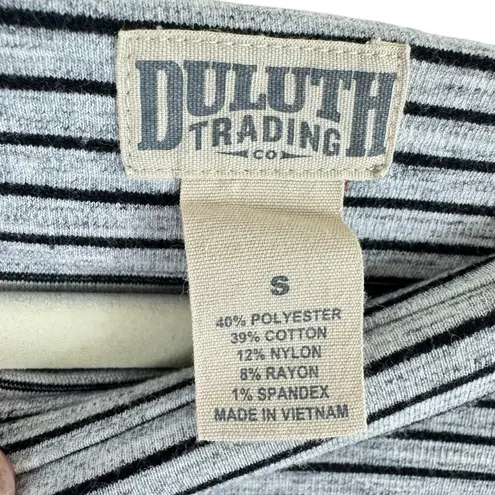 DULUTH
TRADING
CO
S
40% POLYESTER
39% COTTON
12% NYLON
8% RAYON
1% SPANDEX
MADE IN VIETNAM